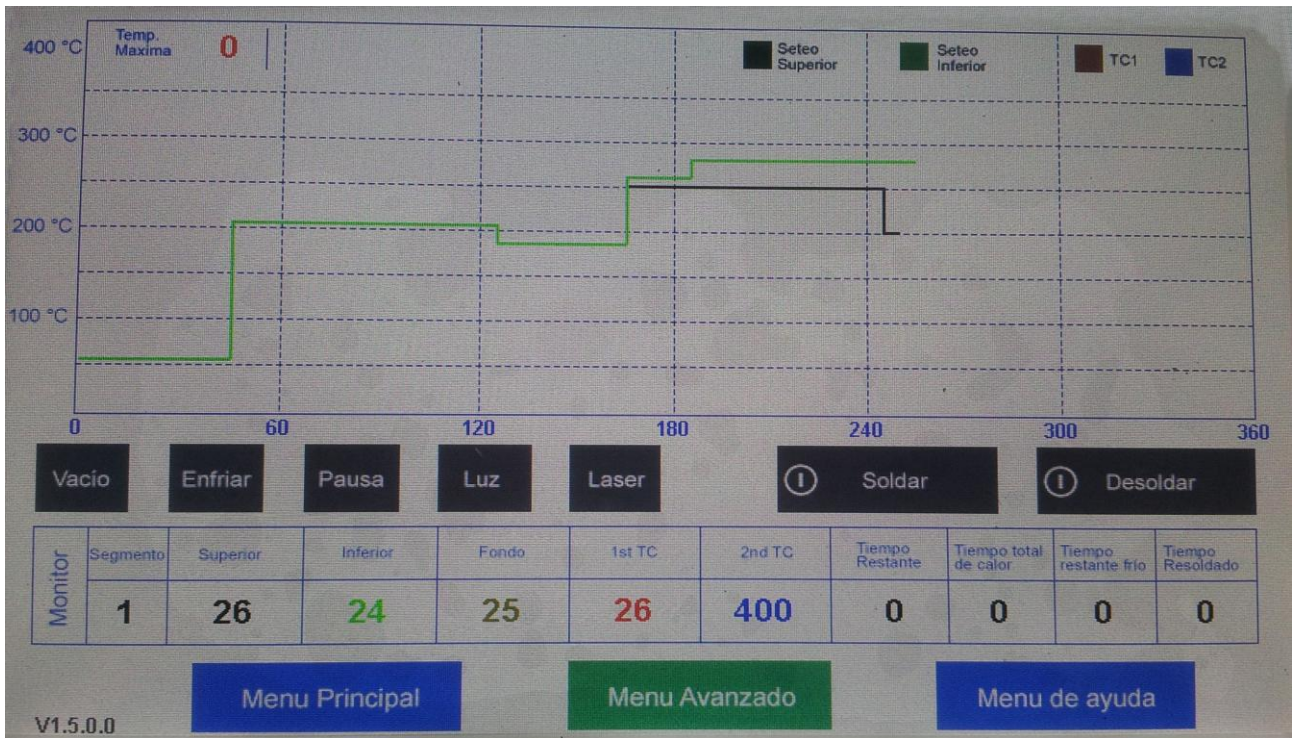 400 °C
Temp.
Maxima
0
Seteo
Superior
Seteo
Inferior
TC1
TC2
300 °C
200 °C
100 °C
0
60
120
180
240
300
360
Vacío
Enfriar
Pausa
Luz
Laser
Soldar
Desoldar
Monitor
Segmento
Superior
Inferior
Fondo
1st TC
2nd TC
Tiempo
Restante
Tiempo total
de calor
Tiempo
restante frío
Tiempo
Resoldado
1
26
24
25
26
400
0
0
0
0
Menu Principal
Menu Avanzado
Menu de ayuda
V1.5.0.0